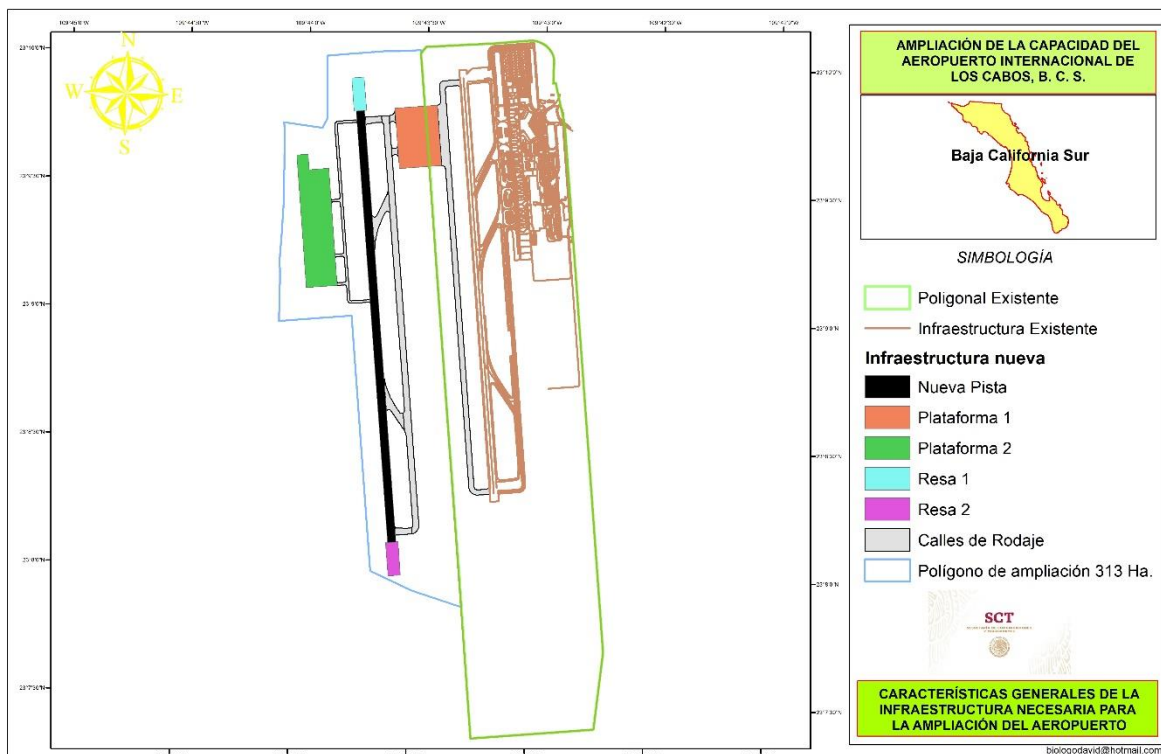 N
W
E
S
AMPLIACIÓN DE LA CAPACIDAD DEL
AEROPUERTO INTERNACIONAL DE
LOS CABOS, B. C. S.
Baja California Sur
SIMBOLOGÍA
Poligonal Existente
Infraestructura Existente
Infraestructura nueva
Nueva Pista
Plataforma 1
Plataforma 2
Resa 1
Resa 2
Calles de Rodaje
Polígono de ampliación 313 Ha.
SCT
CARACTERÍSTICAS GENERALES DE LA
INFRAESTRUCTURA NECESARIA PARA
LA AMPLIACIÓN DEL AEROPUERTO
biologodavid@hotmail.com